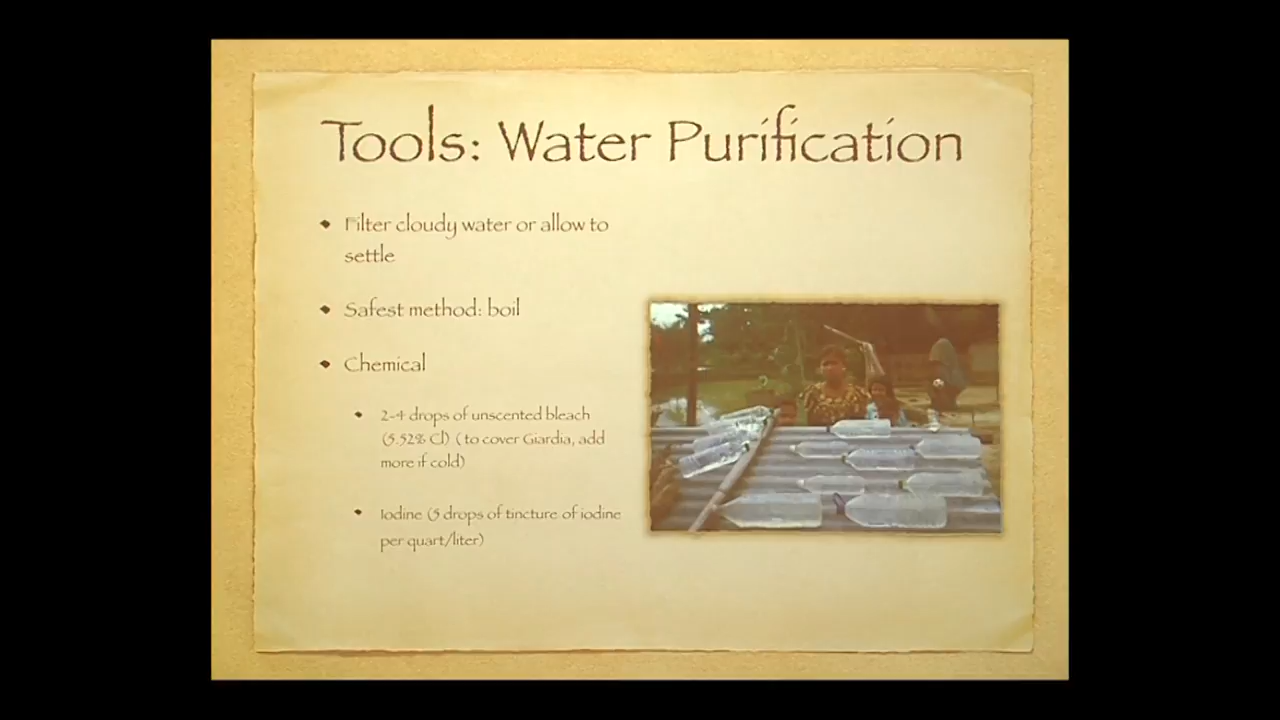 Tools: Water Purification
Filter cloudy water or allow to
settle
Safest method: boil
Chemical
2-4 drops of unscented bleach
(5.52% Cl) ( to cover Giardia, add
more if cold)
Iodine (5 drops of tincture of iodine
per quart/liter)